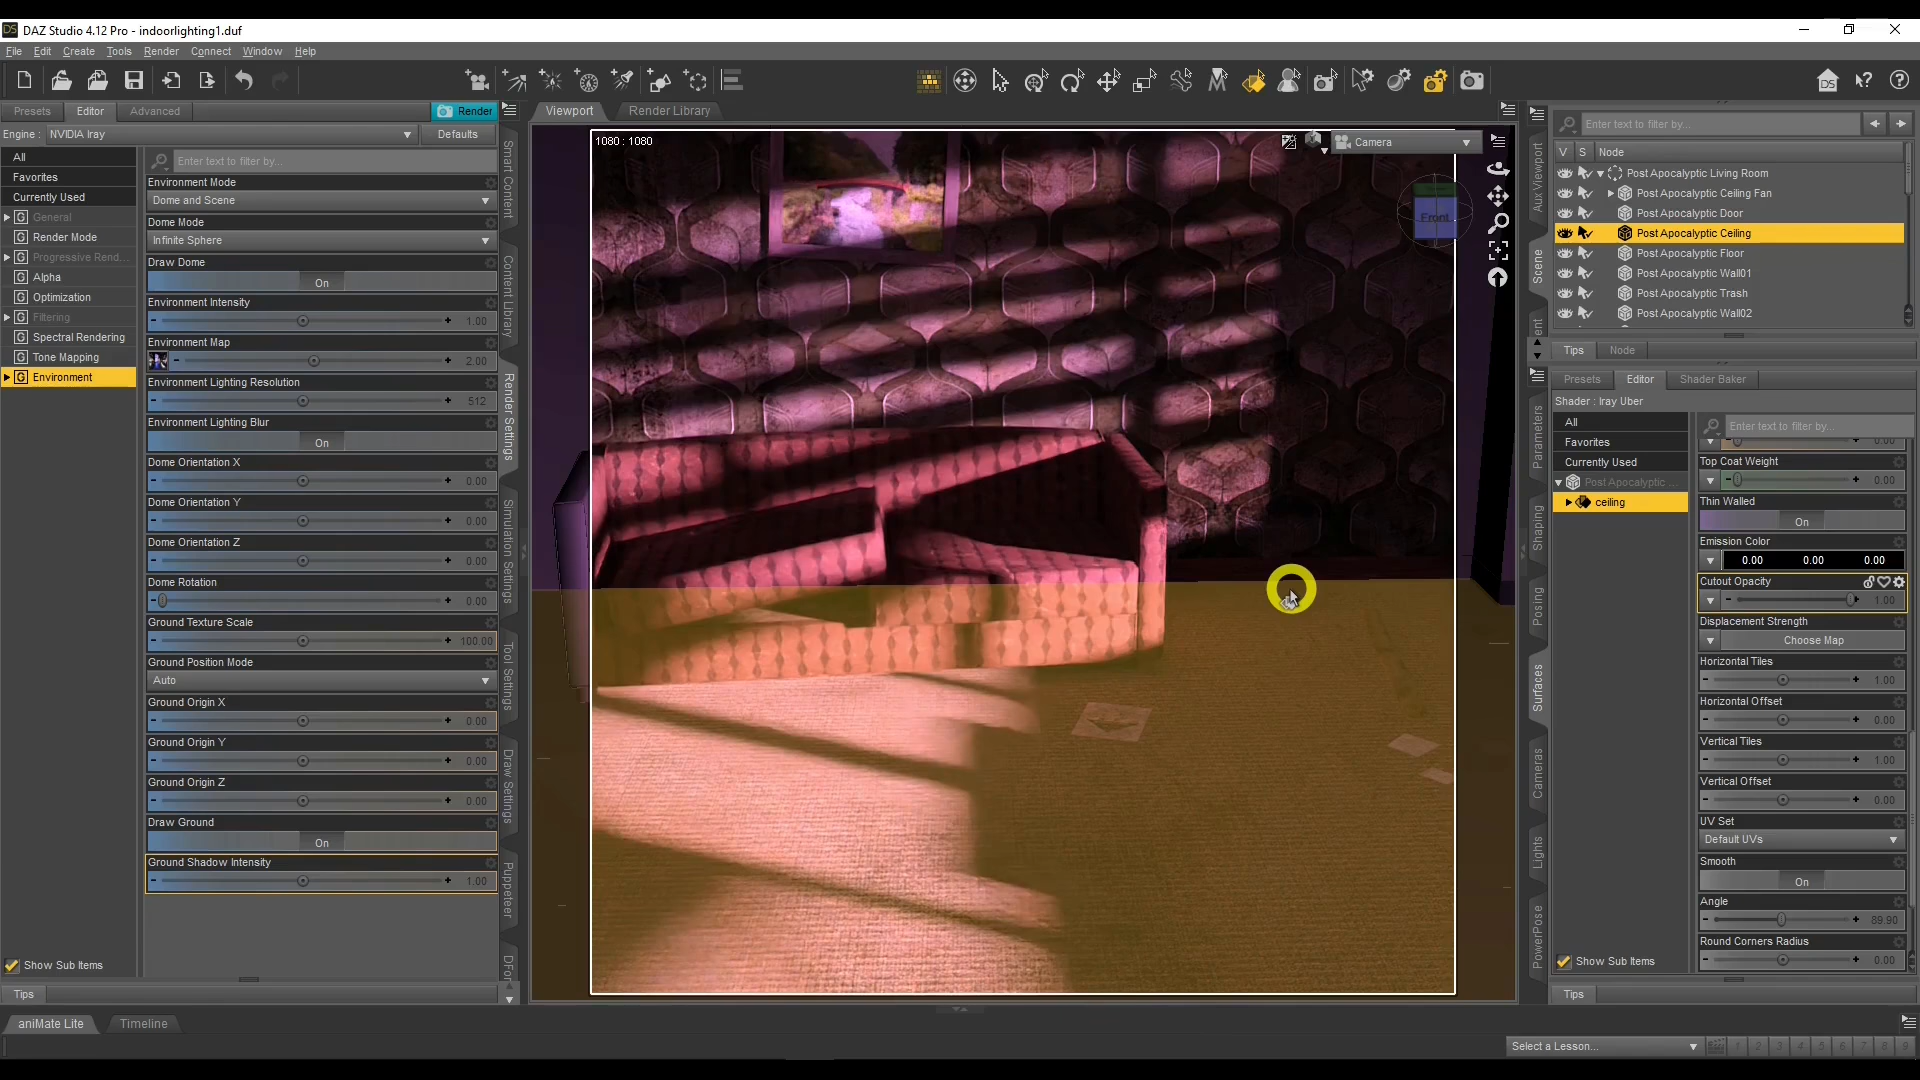 DAZ Studio 4.12 Pro - indoorlighting1.duf
File Edit Create Tools Render Connect Window Help
Presets Editor Advanced Render
Engine : NVIDIA Iray Defaults
All
Favorites
Currently Used
General
Render Mode
Progressive Rend...
Alpha
Optimization
Filtering
Spectral Rendering
Tone Mapping
Environment
Show Sub Items
Tips
Enter text to filter by...
Environment Mode
Dome and Scene
Dome Mode
Infinite Sphere
Draw Dome
On
Environment Intensity
1.00
Environment Map
2.00
Environment Lighting Resolution
512
Environment Lighting Blur
On
Dome Orientation X
0.00
Dome Orientation Y
0.00
Dome Orientation Z
0.00
Dome Rotation
0.00
Ground Texture Scale
100.00
Ground Position Mode
Auto
Ground Origin X
0.00
Ground Origin Y
0.00
Ground Origin Z
0.00
Draw Ground
On
Ground Shadow Intensity
1.00
Smart Content
Content Library
Render Settings
Simulation Settings
Tool Settings
Draw Settings
Puppeteer
DFor
Viewport Render Library
1080 : 1080
Camera
Front
Aux Viewport
Scene
Enter text to filter by...
V S Node
Post Apocalyptic Living Room
Post Apocalyptic Ceiling Fan
Post Apocalyptic Door
Post Apocalyptic Ceiling
Post Apocalyptic Floor
Post Apocalyptic Wall01
Post Apocalyptic Trash
Post Apocalyptic Wall02
Tips Node
Parameters
Shaping
Posing
Surfaces
Cameras
Lights
PowerPose
Presets Editor Shader Baker
Shader : Iray Uber
All
Favorites
Currently Used
Post Apocalyptic ...
ceiling
Show Sub Items
Tips
Enter text to filter by...
0.00
Top Coat Weight
0.00
Thin Walled
On
Emission Color
0.00 0.00 0.00
Cutout Opacity
1.00
Displacement Strength
Choose Map
Horizontal Tiles
1.00
Horizontal Offset
0.00
Vertical Tiles
1.00
Vertical Offset
0.00
UV Set
Default UVs
Smooth
On
Angle
89.90
Round Corners Radius
0.00
aniMate Lite Timeline
Select a Lesson... 1 2 3 4 5 6 7 8 9